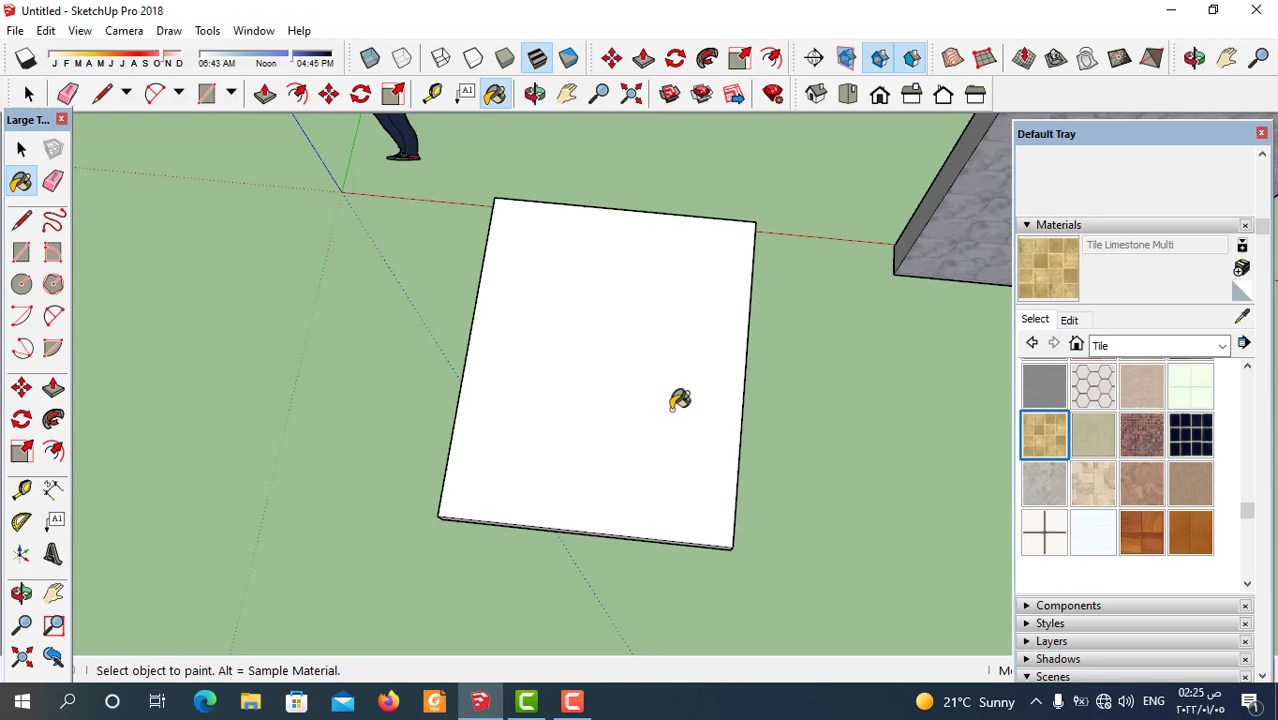 Untitled - SketchUp Pro 2018
File Edit View Camera Draw Tools Window Help
J F M A M J J A S O N D 06:43 AM Noon 04:45 PM
A1
Large T...
Default Tray
Materials
Tile Limestone Multi
Select Edit
Tile
A1
Components
Styles
Layers
Shadows
Scenes
Select object to paint. Alt = Sample Material.
21°C Sunny
ENG
02:25 ص